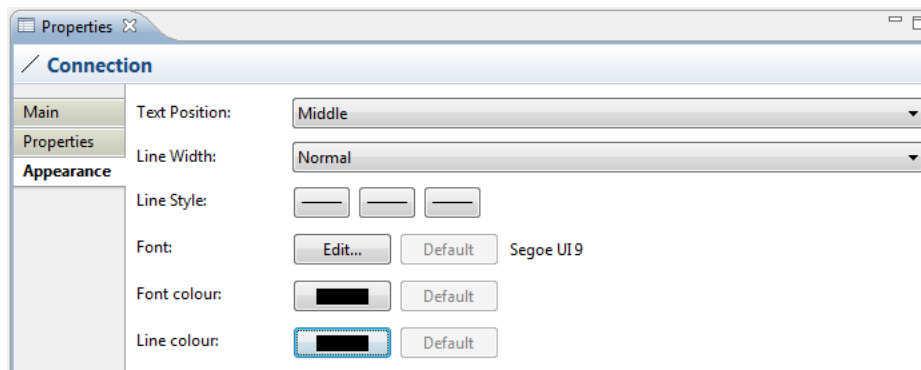 Properties
Connection
Main
Properties
Appearance
Text Position: Middle
Line Width: Normal
Line Style:
Font: Edit... Default Segoe UI 9
Font colour: Default
Line colour: Default